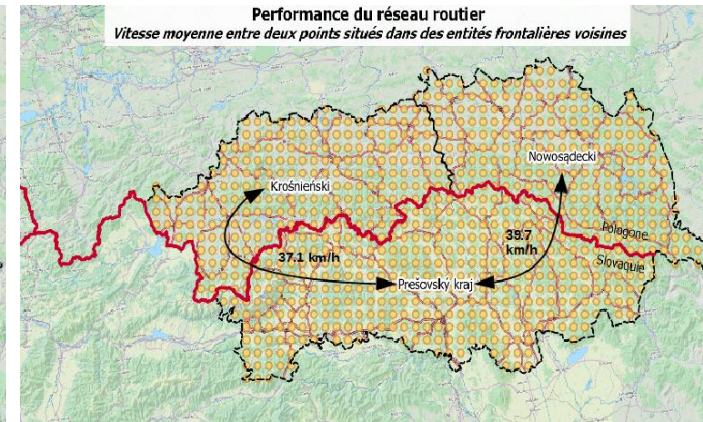 Performance du réseau routier
Vitesse moyenne entre deux points situés dans des entités frontalières voisines
Nowosądecki
Krośnieński
Pologne
39.7
km/h
37.1 km/h
Slovaquie
Prešovský kraj